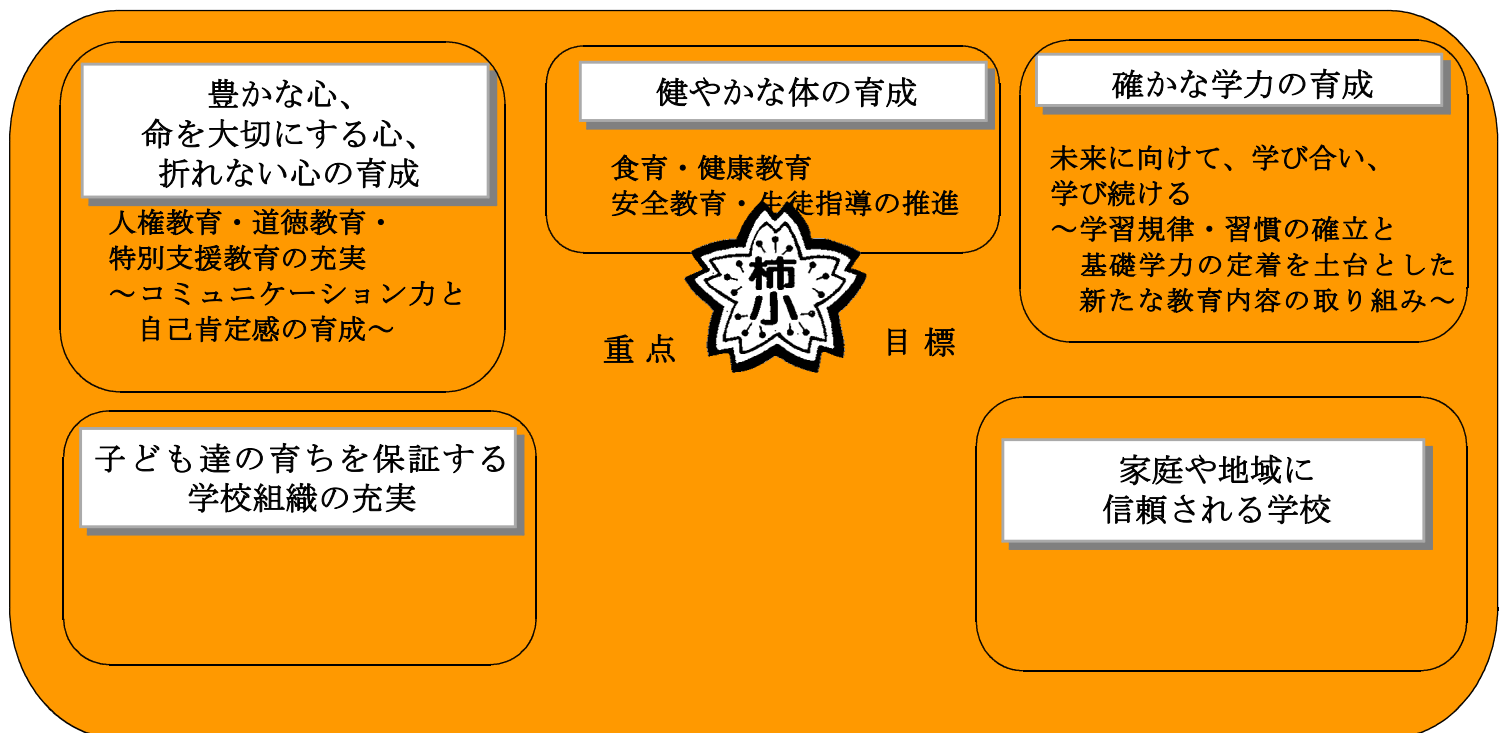 豊かな心、
命を大切にする心、
折れない心の育成
人権教育・道徳教育・
特別支援教育の充実
～コミュニケーション力と
自己肯定感の育成～
健やかな体の育成
食育・健康教育
安全教育・生徒指導の推進
確かな学力の育成
未来に向けて、学び合い、
学び続ける
～学習規律・習慣の確立と
基礎学力の定着を土台とした
新たな教育内容の取り組み～
柿
小
重点
目標
子ども達の育ちを保証する
学校組織の充実
家庭や地域に
信頼される学校